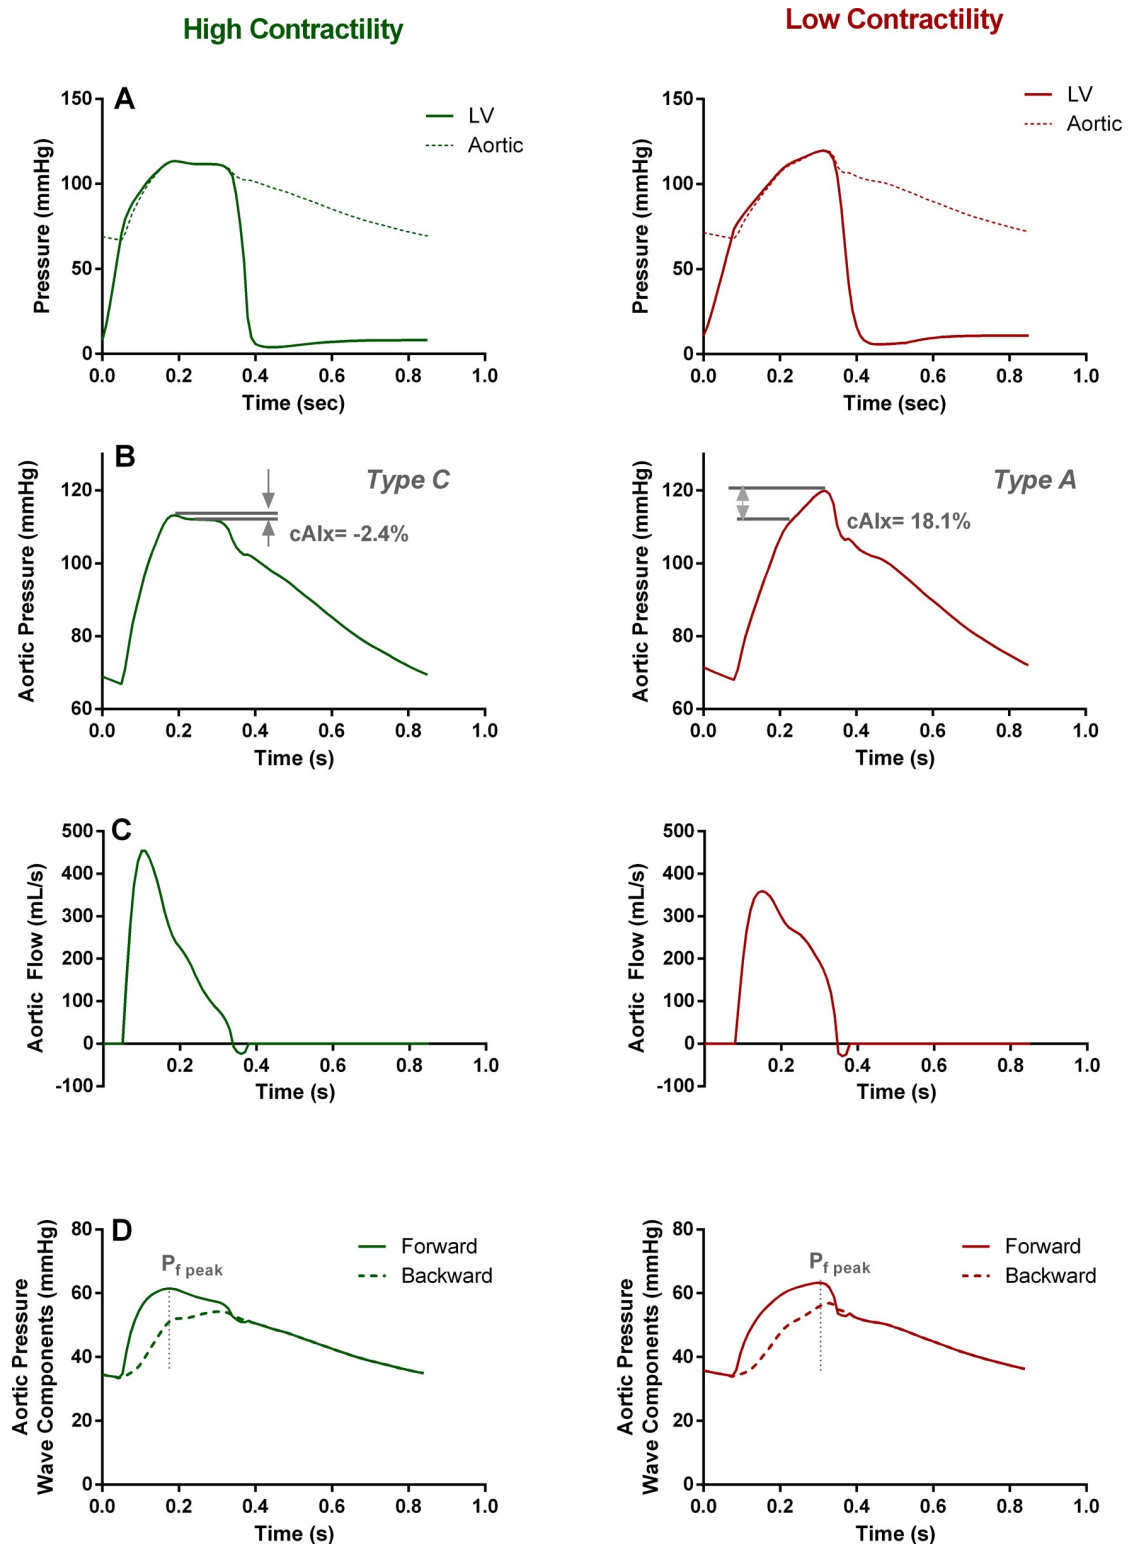 High Contractility
Low Contractility
A
150
100
50
0
0.0 0.2 0.4 0.6 0.8 1.0
Pressure (mmHg)
Time (sec)
LV
Aortic
150
100
50
0
0.0 0.2 0.4 0.6 0.8 1.0
Pressure (mmHg)
Time (sec)
LV
Aortic
B
120
100
80
60
0.0 0.2 0.4 0.6 0.8 1.0
Aortic Pressure (mmHg)
Time (s)
Type C
cAIx= -2.4%
120
100
80
60
0.0 0.2 0.4 0.6 0.8 1.0
Aortic Pressure (mmHg)
Time (s)
Type A
cAIx= 18.1%
C
500
400
300
200
100
0
-100
0.2 0.4 0.6 0.8 1.0
Aortic Flow (mL/s)
Time (s)
500
400
300
200
100
0
-100
0.2 0.4 0.6 0.8 1.0
Aortic Flow (mL/s)
Time (s)
D
80
60
40
20
0
0.0 0.2 0.4 0.6 0.8 1.0
Aortic Pressure
Wave Components (mmHg)
Time (s)
Pf peak
Forward
Backward
80
60
40
20
0
0.0 0.2 0.4 0.6 0.8 1.0
Aortic Pressure
Wave Components (mmHg)
Time (s)
Pf peak
Forward
Backward